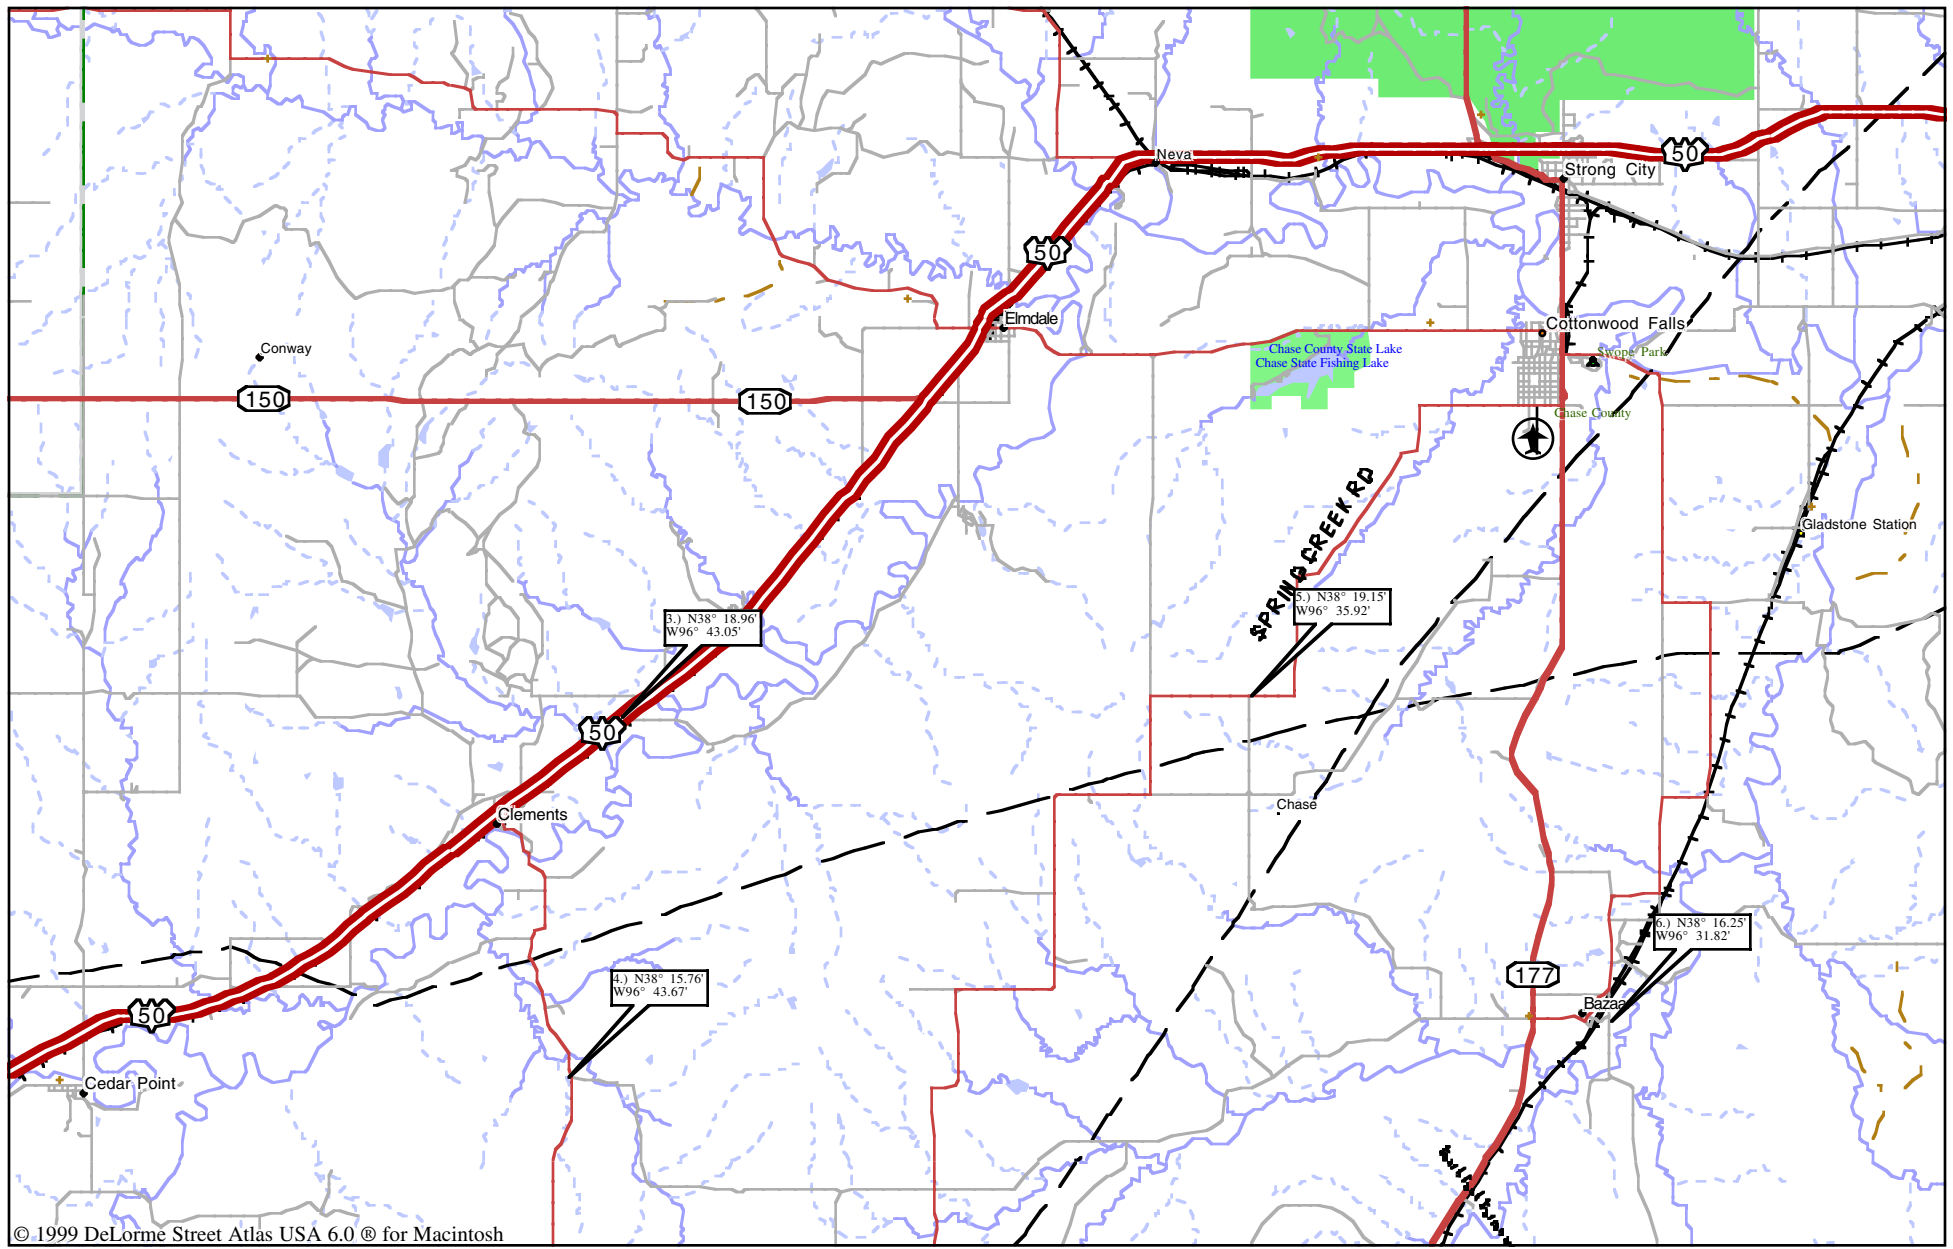 Neva
50
Strong City
50
Elmdale
Cottonwood Falls
Conway
Chase County State Lake
Swope Park
Chase State Fishing Lake
150
150
Chase County
SPRING CREEK RD
Gladstone Station
5.) N38° 19.15'
W96° 35.92'
3.) N38° 18.96'
W96° 43.05'
50
Chase
Clements
6.) N38° 16.25'
W96° 31.82'
177
4.) N38° 15.76'
W96° 43.67'
Bazaa
50
Cedar Point
© 1999 DeLorme Street Atlas USA 6.0 ® for Macintosh